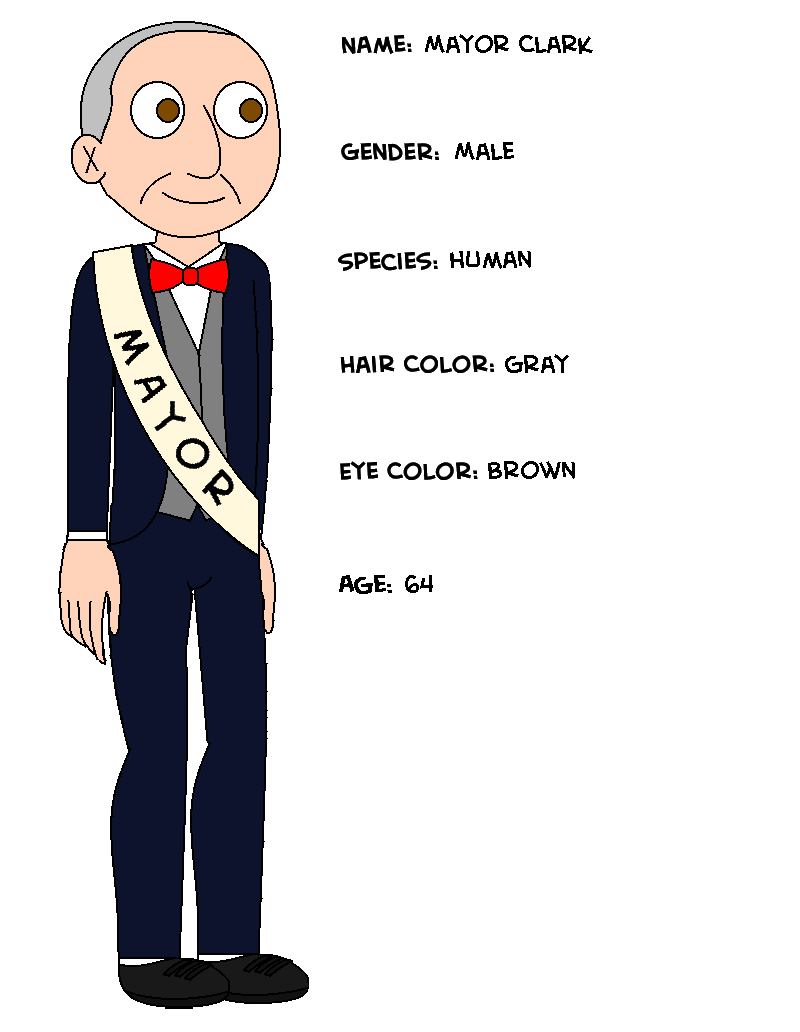 NAME: MAYOR CLARK
GENDER: MALE
SPECIES: HUMAN
MAYOR
HAIR COLOR: GRAY
EYE COLOR: BROWN
AGE: 64